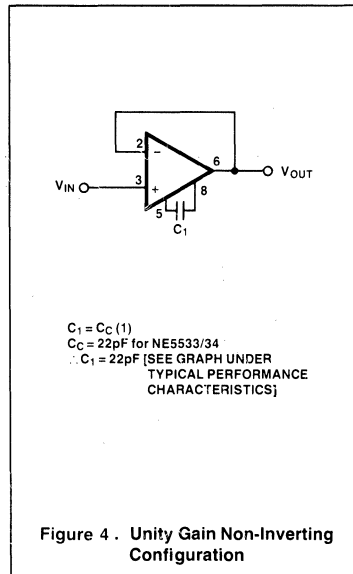 2
−
6
VIN
3
+
8
VOUT
5
C1
C1 = CC (1)
CC = 22pF for NE5533/34
∴C1 = 22pF [SEE GRAPH UNDER
TYPICAL PERFORMANCE
CHARACTERISTICS]
Figure 4 . Unity Gain Non-Inverting
Configuration